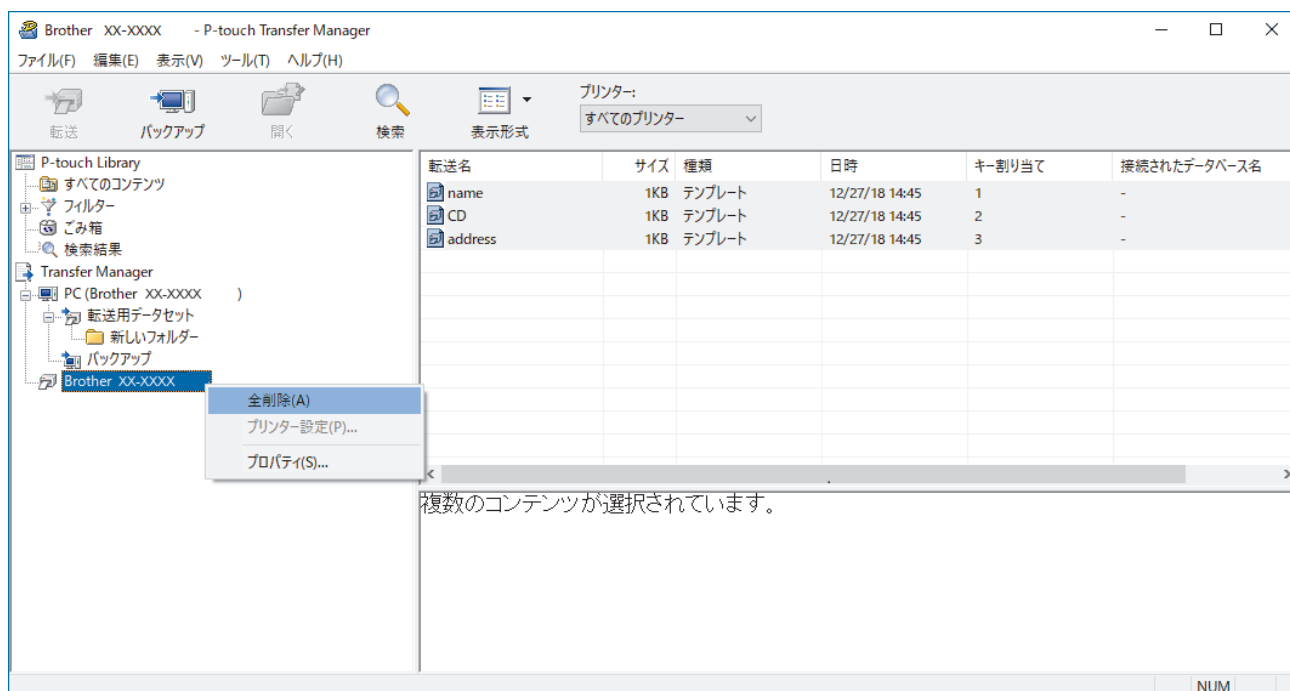 Brother XX-XXXX - P-touch Transfer Manager
ファイル(F) 編集(E) 表示(V) ツール(T) ヘルプ(H)
転送 バックアップ 開く 検索 表示形式
プリンター:
すべてのプリンター
P-touch Library
すべてのコンテンツ
フィルター
ごみ箱
検索結果
Transfer Manager
PC (Brother XX-XXXX )
転送用データセット
新しいフォルダー
バックアップ
Brother XX-XXXX
全削除(A)
プリンター設定(P)...
プロパティ(S)...
転送名 サイズ 種類 日時 キー割り当て 接続されたデータベース名
name 1KB テンプレート 12/27/18 14:45 1 -
CD 1KB テンプレート 12/27/18 14:45 2 -
address 1KB テンプレート 12/27/18 14:45 3 -
複数のコンテンツが選択されています。
NUM